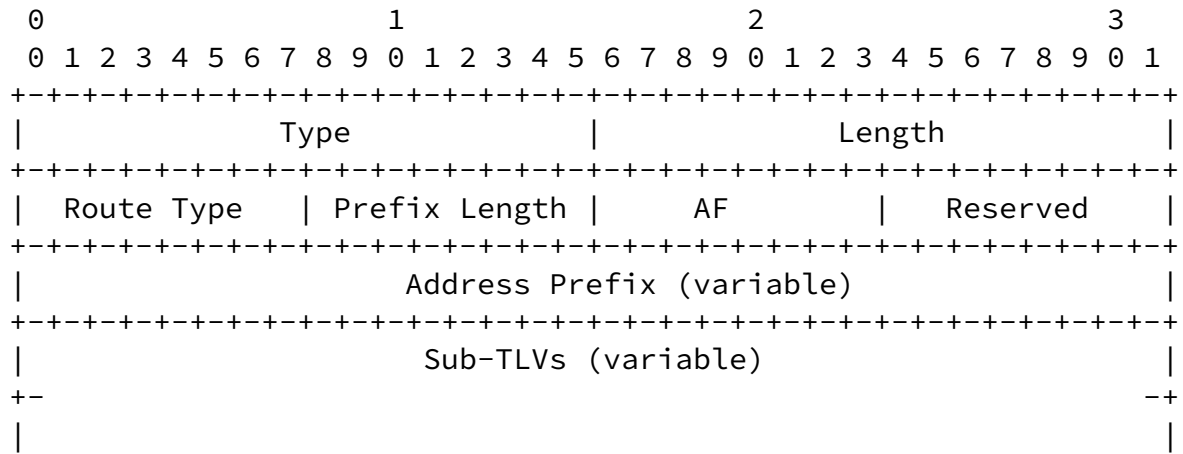 0                   1                   2                   3
 0 1 2 3 4 5 6 7 8 9 0 1 2 3 4 5 6 7 8 9 0 1 2 3 4 5 6 7 8 9 0 1
+-+-+-+-+-+-+-+-+-+-+-+-+-+-+-+-+-+-+-+-+-+-+-+-+-+-+-+-+-+-+-+-+
|              Type             |             Length            |
+-+-+-+-+-+-+-+-+-+-+-+-+-+-+-+-+-+-+-+-+-+-+-+-+-+-+-+-+-+-+-+-+
|  Route Type   | Prefix Length |     AF        |   Reserved    |
+-+-+-+-+-+-+-+-+-+-+-+-+-+-+-+-+-+-+-+-+-+-+-+-+-+-+-+-+-+-+-+-+
|                     Address Prefix (variable)                 |
+-+-+-+-+-+-+-+-+-+-+-+-+-+-+-+-+-+-+-+-+-+-+-+-+-+-+-+-+-+-+-+-+
|                      Sub-TLVs (variable)                      |
+-                                                             -+
|                                                               |